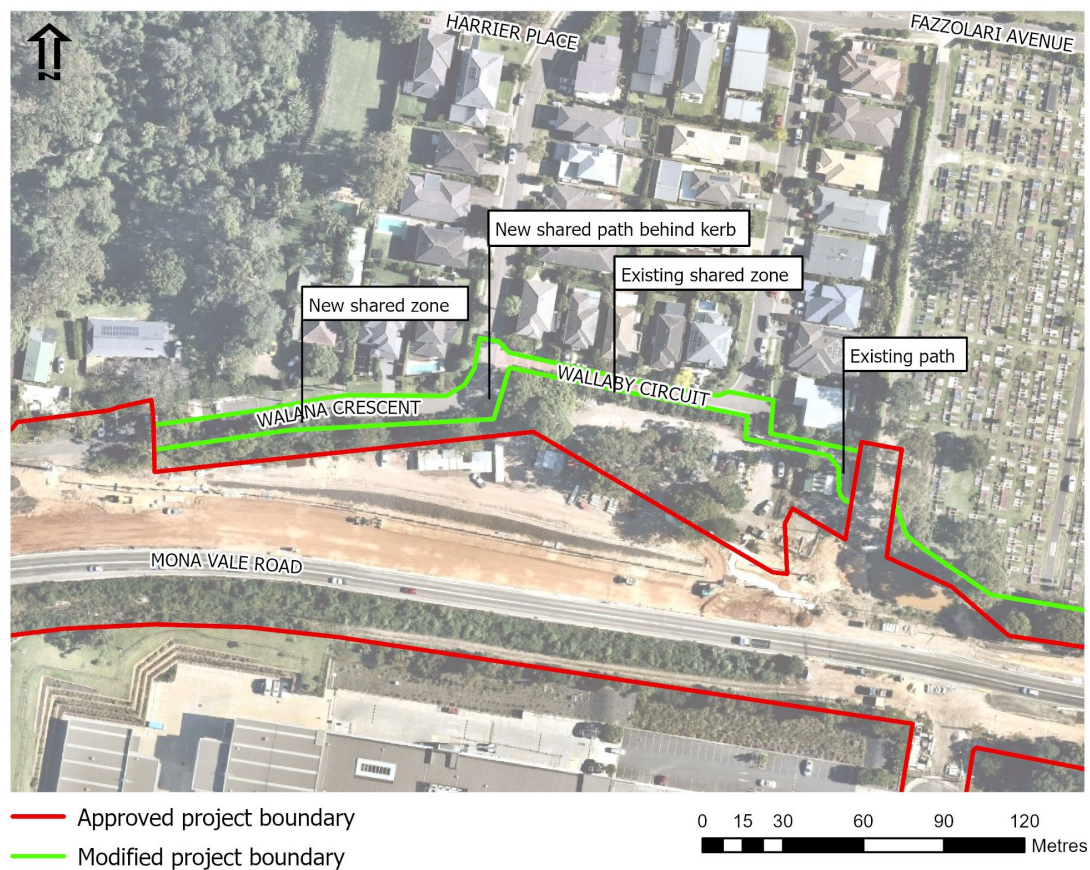 HARRIER PLACE
FAZZOLARI AVENUE
N
New shared path behind kerb
Existing shared zone
New shared zone
Existing path
WALLABY CIRCUIT
WALANA CRESCENT
MONA VALE ROAD
Approved project boundary
Modified project boundary
0 15 30 60 90 120
Metres